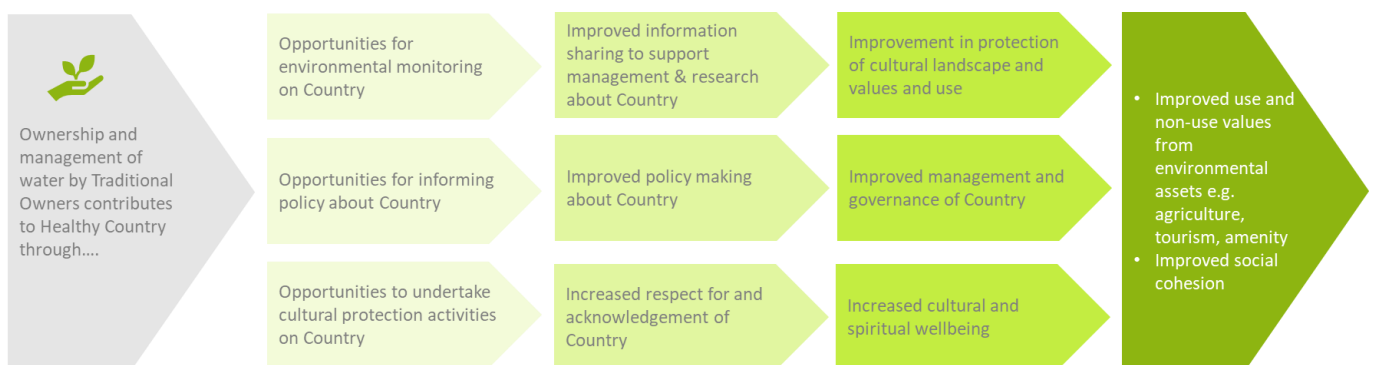 Ownership and
management of
water by Traditional
Owners contributes
to Healthy Country
through....
Opportunities for
environmental monitoring
on Country
Improved information
sharing to support
management & research
about Country
Improvement in protection
of cultural landscape and
values and use
Opportunities for informing
policy about Country
Improved policy making
about Country
Improved management and
governance of Country
Opportunities to undertake
cultural protection activities
on Country
Increased respect for and
acknowledgement of
Country
Increased cultural and
spiritual wellbeing
• Improved use and
non-use values
from
environmental
assets e.g.
agriculture,
tourism, amenity
• Improved social
cohesion